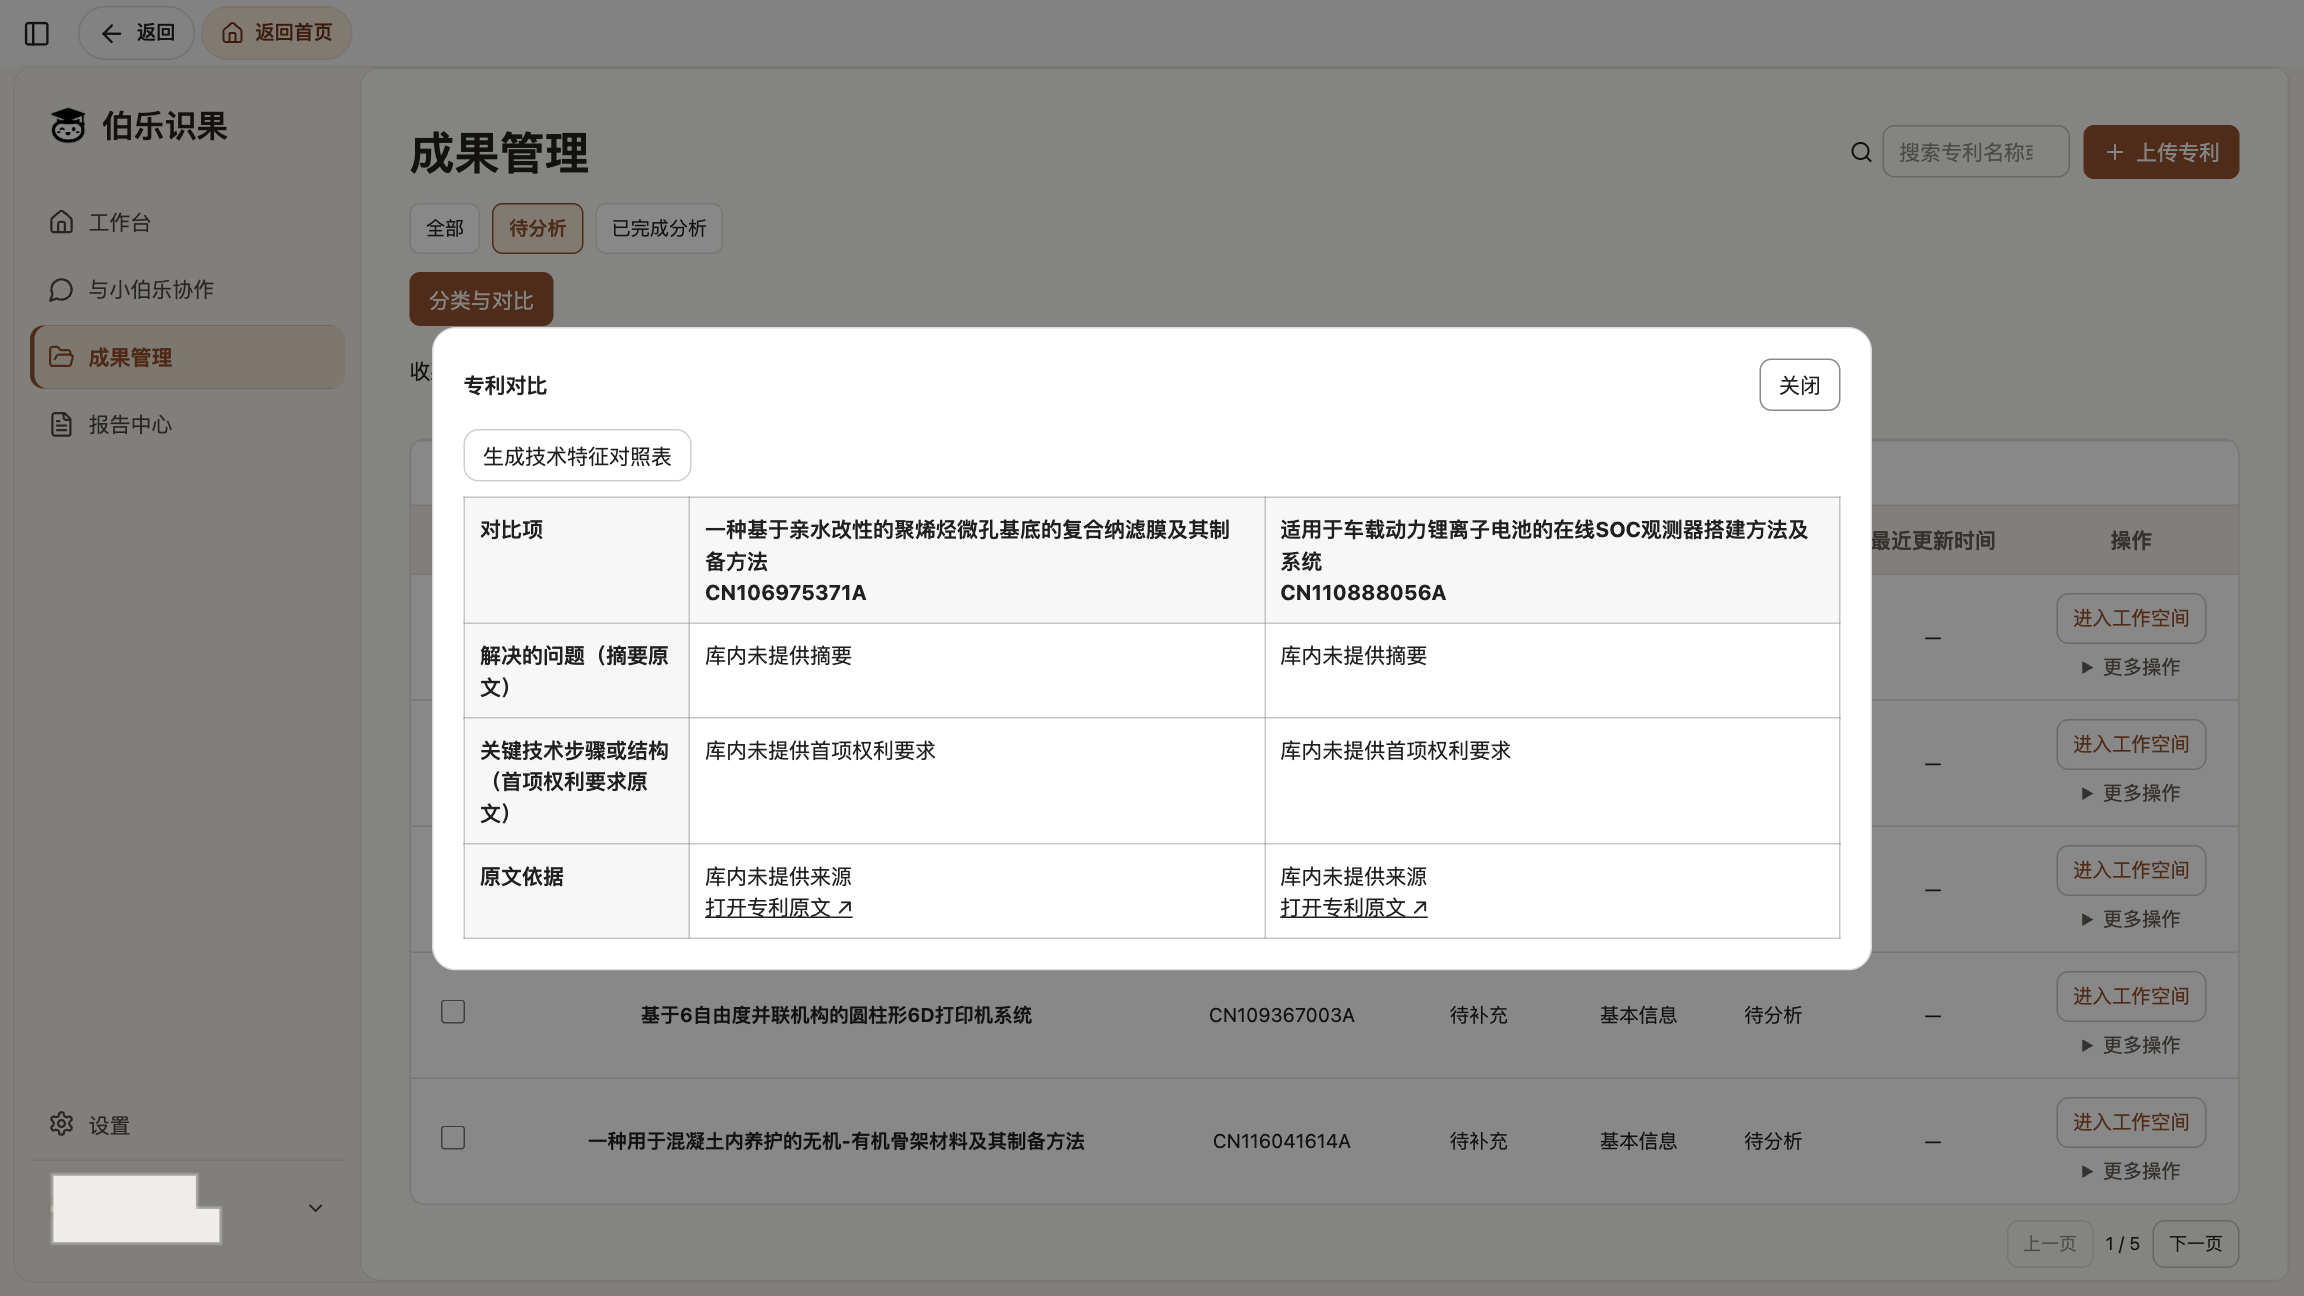 返回
返回首页
伯乐识果
工作台
与小伯乐协作
成果管理
报告中心
设置
成果管理
搜索专利名称
+ 上传专利
全部
待分析
已完成分析
分类与对比
收
专利对比
关闭
生成技术特征对照表
对比项
一种基于亲水改性的聚烯烃微孔基底的复合纳滤膜及其制
备方法
CN106975371A
适用于车载动力锂离子电池的在线SOC观测器搭建方法及
系统
CN110888056A
解决的问题（摘要原
文）
库内未提供摘要
库内未提供摘要
关键技术步骤或结构
（首项权利要求原
文）
库内未提供首项权利要求
库内未提供首项权利要求
原文依据
库内未提供来源
打开专利原文 ↗
库内未提供来源
打开专利原文 ↗
最近更新时间
操作
—
进入工作空间
▶ 更多操作
—
进入工作空间
▶ 更多操作
—
进入工作空间
▶ 更多操作
基于6自由度并联机构的圆柱形6D打印机系统
CN109367003A
待补充
基本信息
待分析
—
进入工作空间
▶ 更多操作
一种用于混凝土内养护的无机-有机骨架材料及其制备方法
CN116041614A
待补充
基本信息
待分析
—
进入工作空间
▶ 更多操作
上一页
1 / 5
下一页